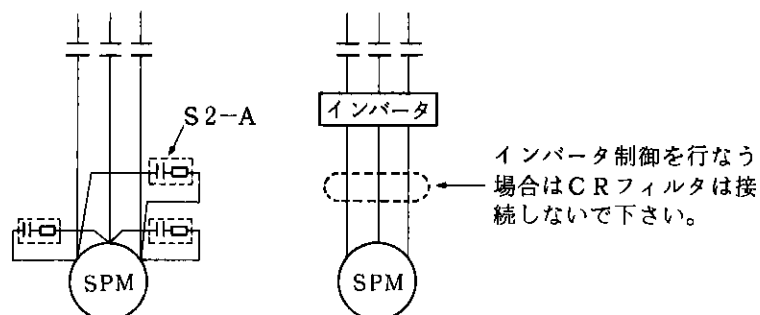 S2-A
インバータ
インバータ制御を行なう
場合はCRフィルタは接
続しないで下さい。
SPM
SPM